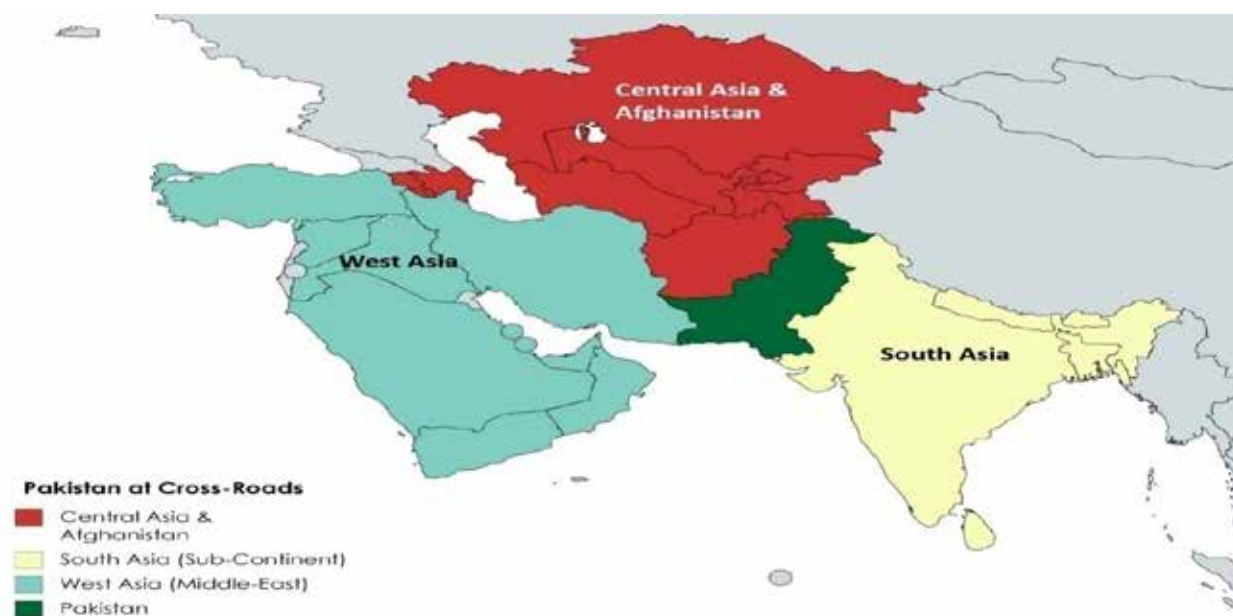 Central Asia &
Afghanistan
West Asia
South Asia
Pakistan at Cross-Roads
Central Asia &
Afghanistan
South Asia (Sub-Continent)
West Asia (Middle-East)
Pakistan